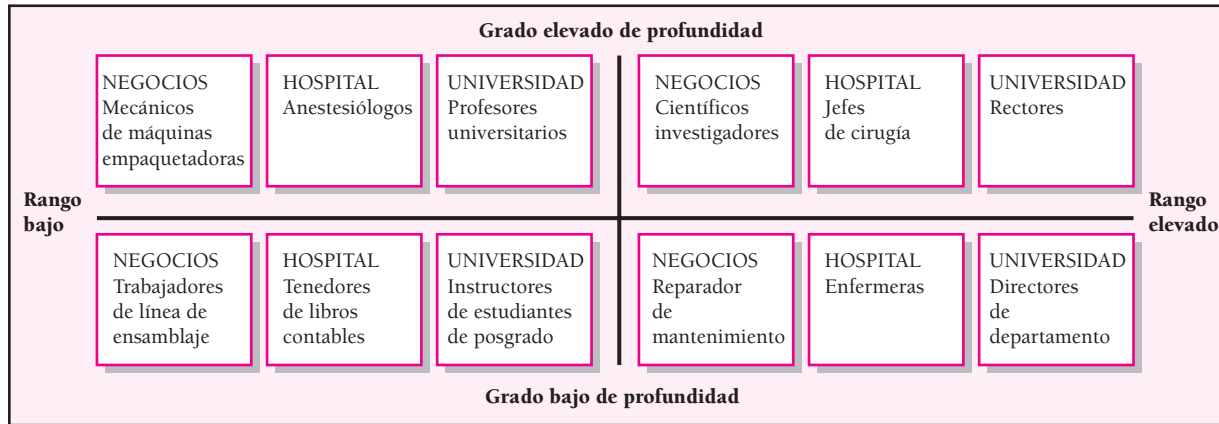 Grado elevado de profundidad
NEGOCIOS
Mecánicos
de máquinas
empaquetadoras
HOSPITAL
Anestesiólogos
UNIVERSIDAD
Profesores
universitarios
NEGOCIOS
Científicos
investigadores
HOSPITAL
Jefes
de cirugía
UNIVERSIDAD
Rectores
Rango
bajo
Rango
elevado
NEGOCIOS
Trabajadores
de línea de
ensamblaje
HOSPITAL
Tenedores
de libros
contables
UNIVERSIDAD
Instructores
de estudiantes
de posgrado
NEGOCIOS
Reparador
de
mantenimiento
HOSPITAL
Enfermeras
UNIVERSIDAD
Directores
de
departamento
Grado bajo de profundidad